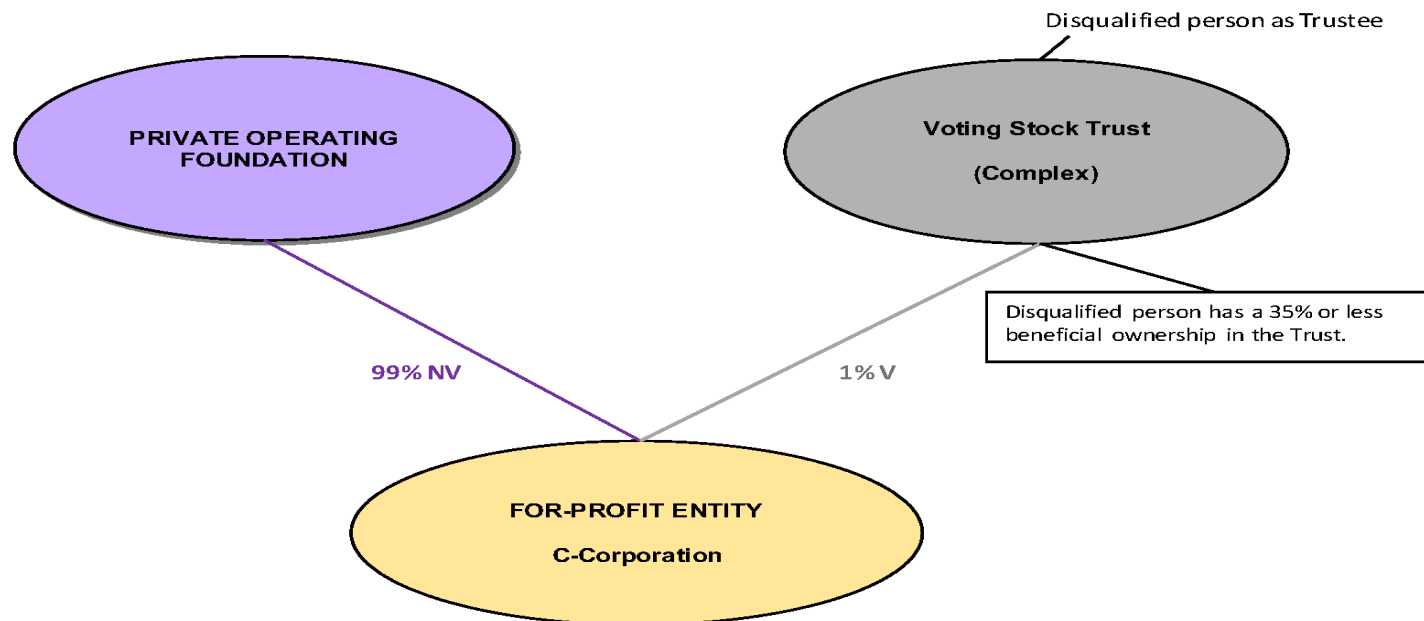 Disqualified person as Trustee
PRIVATE OPERATING
FOUNDATION
Voting Stock Trust
(Complex)
Disqualified person has a 35% or less
beneficial ownership in the Trust.
99% NV
1% V
FOR-PROFIT ENTITY
C-Corporation